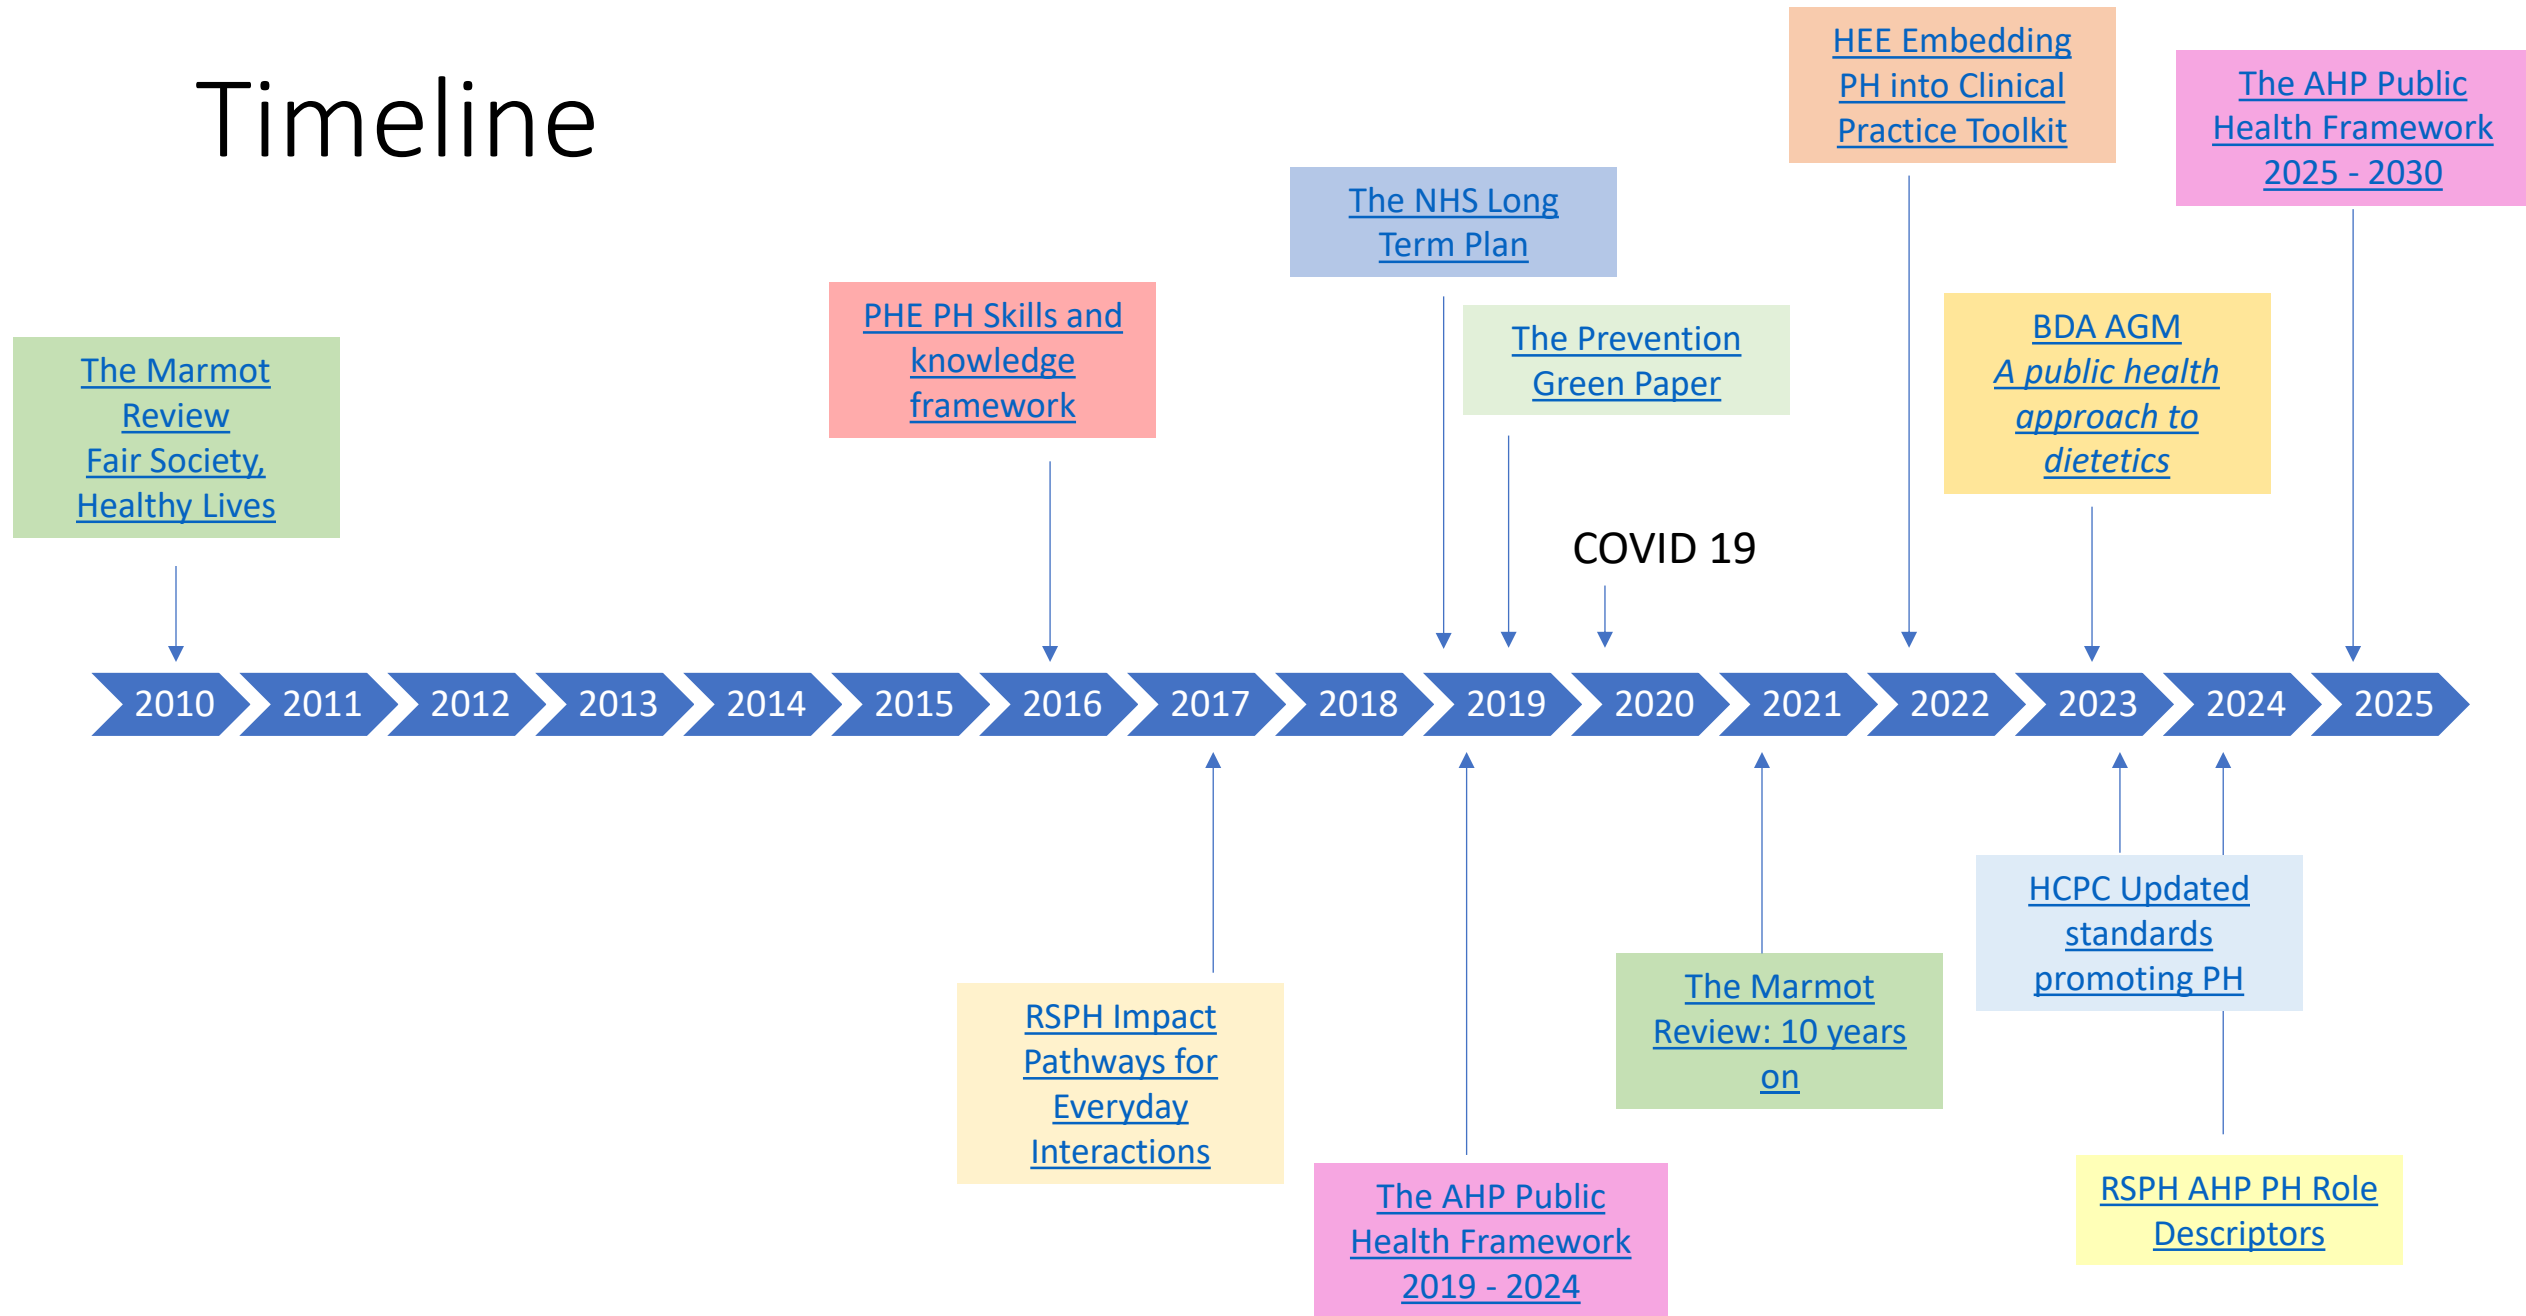 Timeline
HEE Embedding
PH into Clinical
Practice Toolkit
The AHP Public
Health Framework
2025 - 2030
The NHS Long
Term Plan
PHE PH Skills and
knowledge
framework
The Prevention
Green Paper
BDA AGM
A public health
approach to
dietetics
The Marmot
Review
Fair Society,
Healthy Lives
COVID 19
2010
2011
2012
2013
2014
2015
2016
2017
2018
2019
2020
2021
2022
2023
2024
2025
HCPC Updated
standards
promoting PH
The Marmot
Review: 10 years
on
RSPH Impact
Pathways for
Everyday
Interactions
The AHP Public
Health Framework
2019 - 2024
RSPH AHP PH Role
Descriptors